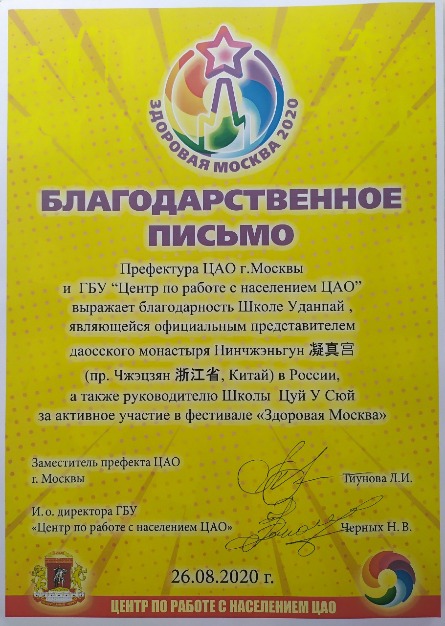 ЗДОРОВАЯ МОСКВА 2020
БЛАГОДАРСТВЕННОЕ
ПИСЬМО
Префектура ЦАО г.Москвы
и ГБУ “Центр по работе с населением ЦАО”
выражает благодарность Школе Уданпай ,
являющейся официальным представителем
даосского монастыря Нинчжэньгун 凝真宮
(пр. Чжэцзян 浙江省, Китай) в России,
а также руководителю Школы Цуй У Сюй
за активное участие в фестивале «Здоровая Москва»
Заместитель префекта ЦАО
г. Москвы
Тиунова Л.И.
И. о. директора ГБУ
«Центр по работе с населением ЦАО»
Черных Н. В.
26.08.2020 г.
ЦЕНТР ПО РАБОТЕ С НАСЕЛЕНИЕМ ЦАО